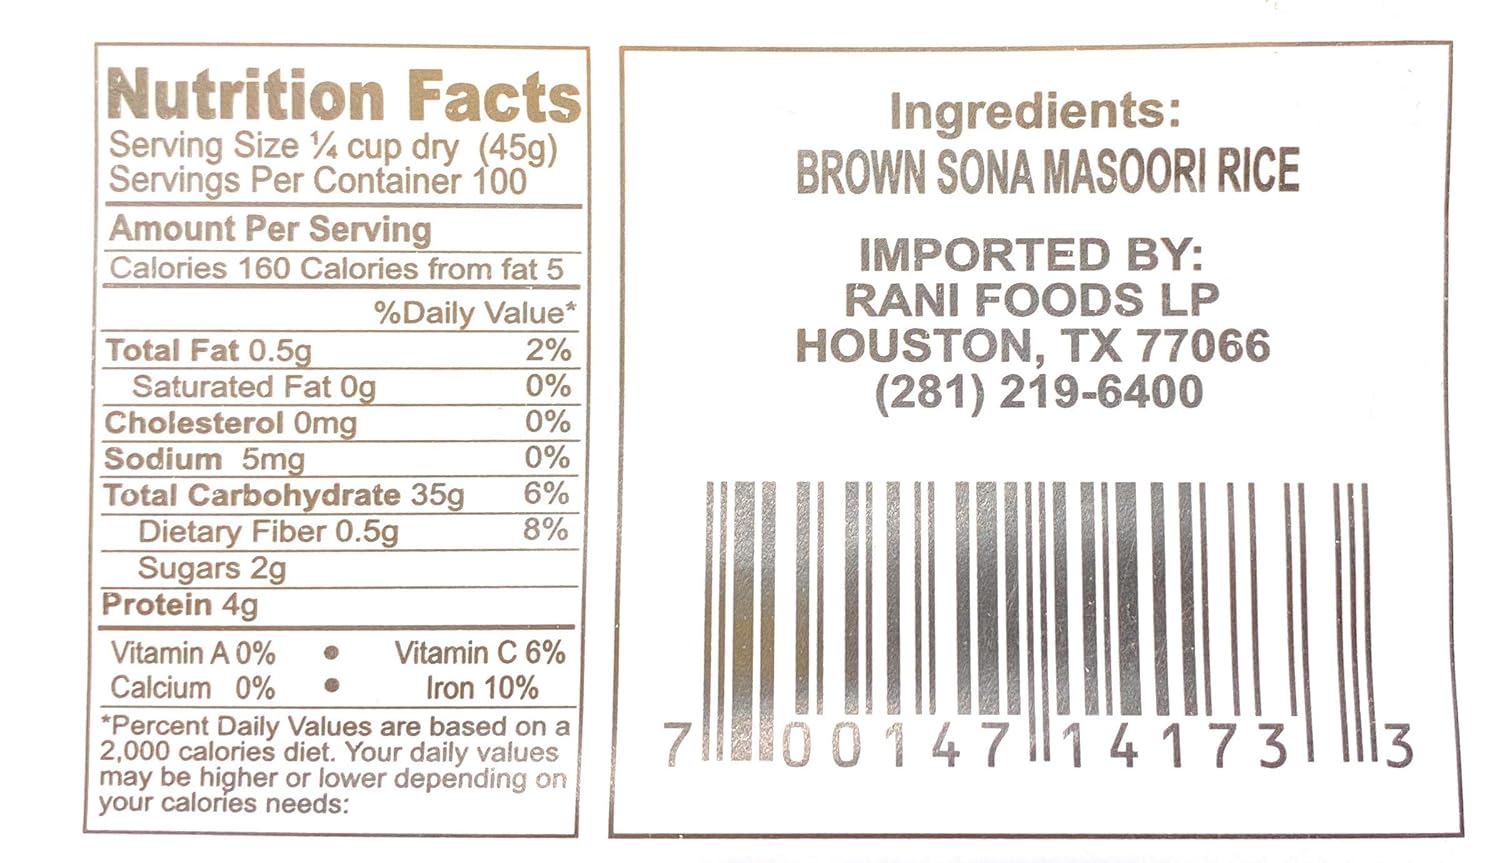 Nutrition Facts
Serving Size ¼ cup dry (45g)
Servings Per Container 100
Amount Per Serving
Calories 160 Calories from fat 5
%Daily Value*
Total Fat 0.5g 2%
Saturated Fat 0g 0%
Cholesterol 0mg 0%
Sodium 5mg 0%
Total Carbohydrate 35g 6%
Dietary Fiber 0.5g 8%
Sugars 2g
Protein 4g
Vitamin A 0% • Vitamin C 6%
Calcium 0% • Iron 10%
*Percent Daily Values are based on a
2,000 calories diet. Your daily values
may be higher or lower depending on
your calories needs:
Ingredients:
BROWN SONA MASOORI RICE
IMPORTED BY:
RANI FOODS LP
HOUSTON, TX 77066
(281) 219-6400
7 00147 14173 3